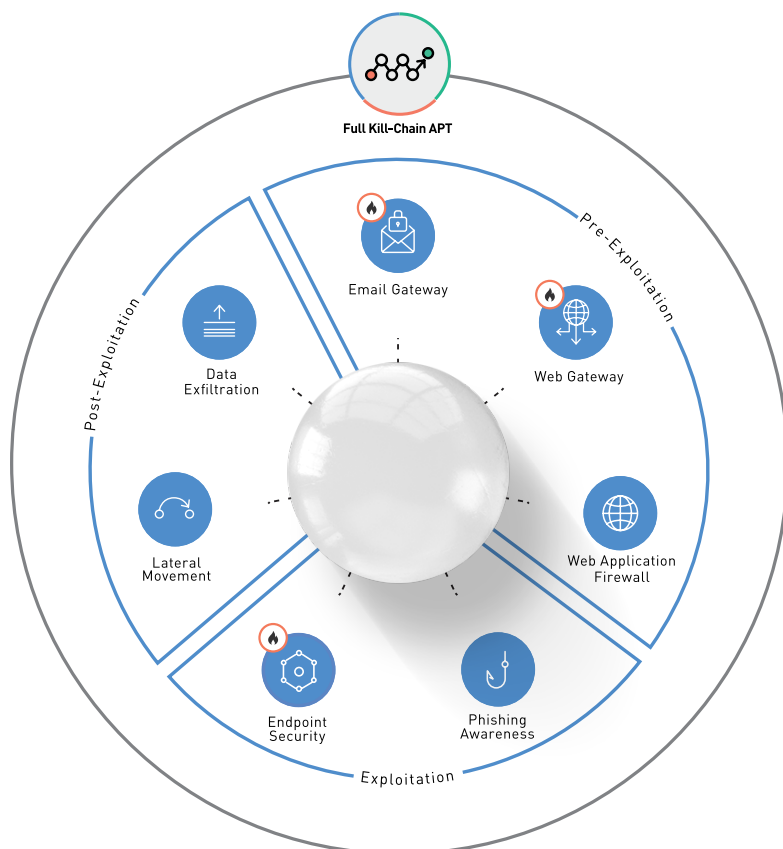 Full Kill-Chain APT
Pre-Exploitation
Email Gateway
Web Gateway
Web Application
Firewall
Post-Exploitation
Data
Exfiltration
Lateral
Movement
Endpoint
Security
Phishing
Awareness
Exploitation